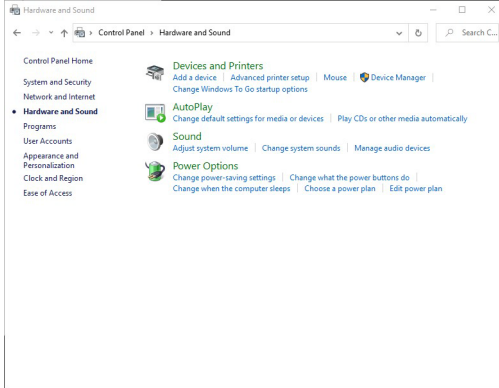 Hardware and Sound
Control Panel > Hardware and Sound
Search C...
Control Panel Home
System and Security
Network and Internet
Hardware and Sound
Programs
User Accounts
Appearance and
Personalization
Clock and Region
Ease of Access
Devices and Printers
Add a device | Advanced printer setup | Mouse | Device Manager |
Change Windows To Go startup options
AutoPlay
Change default settings for media or devices | Play CDs or other media automatically
Sound
Adjust system volume | Change system sounds | Manage audio devices
Power Options
Change power-saving settings | Change what the power buttons do |
Change when the computer sleeps | Choose a power plan | Edit power plan